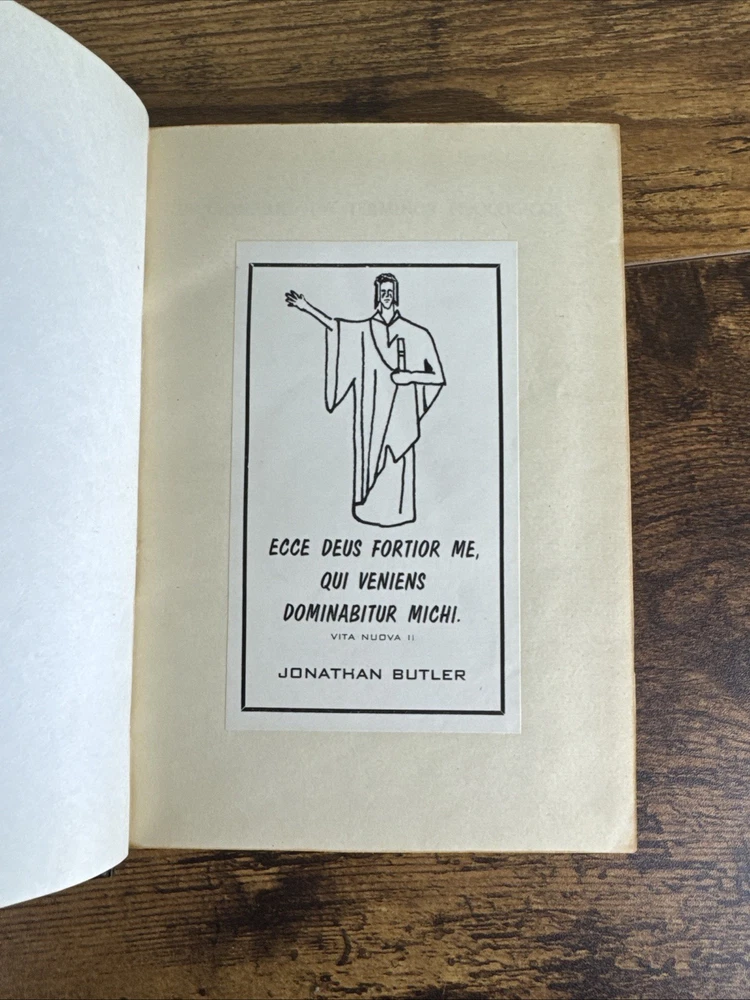 ECCE DEUS FORTIOR ME,
QUI VENIENS
DOMINABITUR MICHI.
VITA NUOVA II
JONATHAN BUTLER